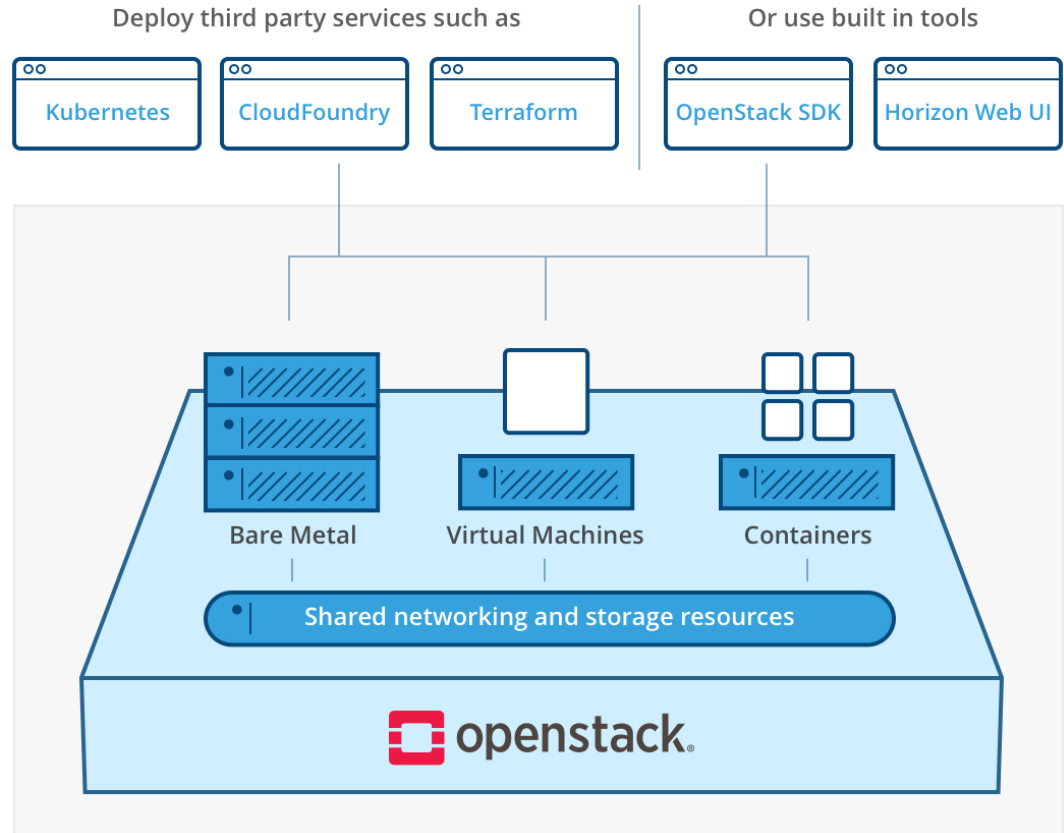 Deploy third party services such as
Or use built in tools
Kubernetes
CloudFoundry
Terraform
OpenStack SDK
Horizon Web UI
Bare Metal
Virtual Machines
Containers
Shared networking and storage resources
openstack®